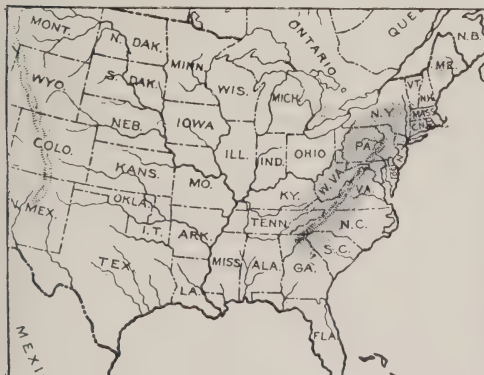 MONT.
N. DAK.
MINN.
ONTARIO
QUE
N.B.
ME.
WYO.
S. DAK.
WIS.
MICH.
VT.
N.H.
N.Y.
MASS.
NEB.
IOWA
PA.
COLO.
ILL.
IND.
OHIO
N.J.
KANS.
MO.
W. VA.
VA.
KY.
MEX.
OKLA.
TENN.
N.C.
I.T.
ARK.
S.C.
TEX.
MISS
ALA.
GA.
LA.
FLA.
MEXI